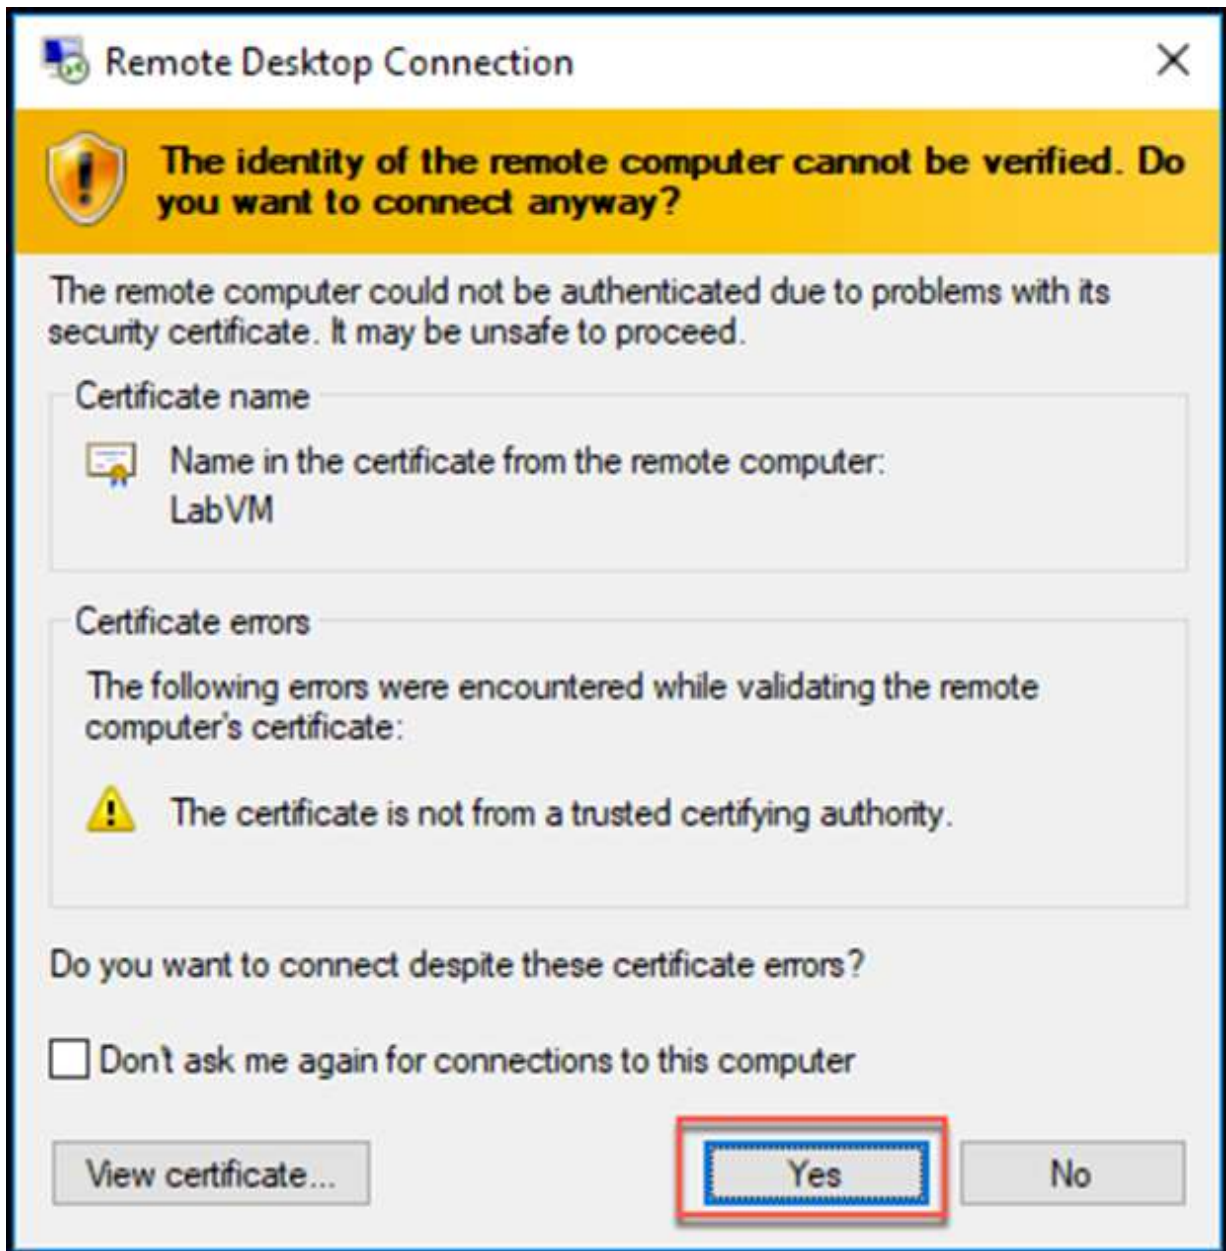 Remote Desktop Connection
The identity of the remote computer cannot be verified. Do
you want to connect anyway?
The remote computer could not be authenticated due to problems with its
security certificate. It may be unsafe to proceed.
Certificate name
Name in the certificate from the remote computer:
LabVM
Certificate errors
The following errors were encountered while validating the remote
computer's certificate:
The certificate is not from a trusted certifying authority.
Do you want to connect despite these certificate errors?
Don't ask me again for connections to this computer
View certificate... Yes No